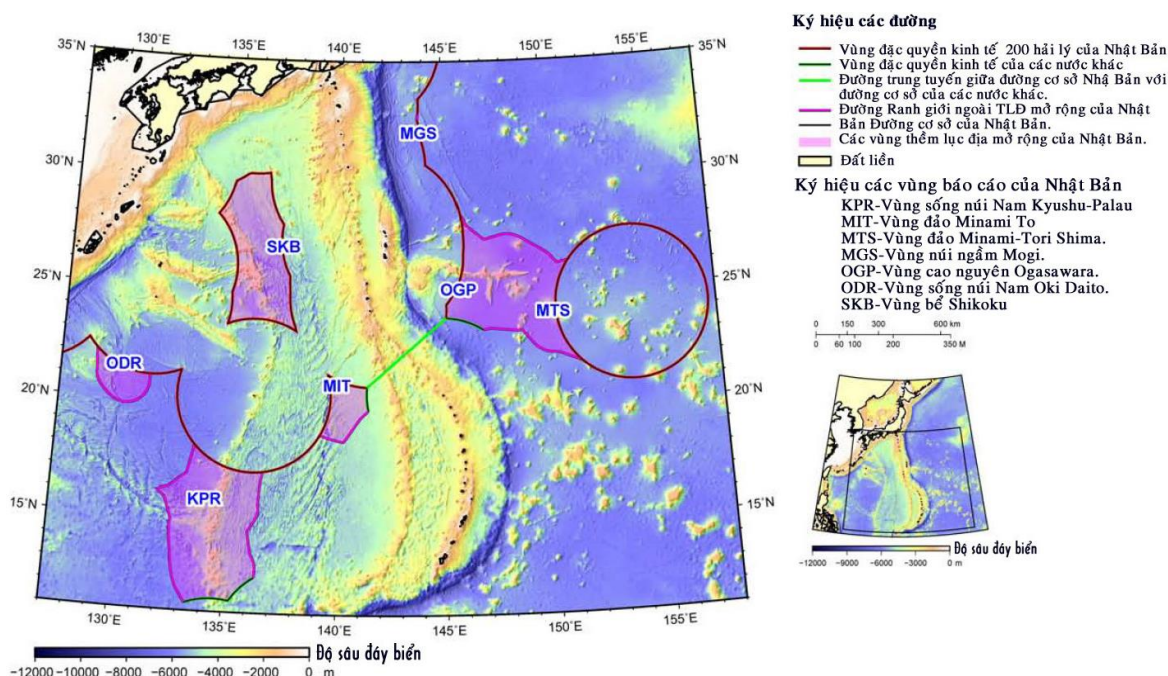 130°E 135°E 140°E 145°E 150°E 155°E
35°N 35°N
MGS
30°N 30°N
SKB
25°N 25°N
OGP
MTS
ODR
MIT
20°N 20°N
KPR
15°N 15°N
130°E 135°E 140°E 145°E 150°E 155°E
Độ sâu đáy biển
−12000 −10000 −8000 −6000 −4000 −2000 0 m
Ký hiệu các đường
Vùng đặc quyền kinh tế 200 hải lý của Nhật Bản
Vùng đặc quyền kinh tế của các nước khác
Đường trung tuyến giữa đường cơ sở Nhậ Bản với
đường cơ sở của các nước khác.
Đường Ranh giới ngoài TLĐ mở rộng của Nhật
Bản Đường cơ sở của Nhật Bản.
Các vùng thềm lục địa mở rộng của Nhật Bản.
Đất liền
Ký hiệu các vùng báo cáo của Nhật Bản
KPR-Vùng sống núi Nam Kyushu-Palau
MIT-Vùng đảo Minami To
MTS-Vùng đảo Minami-Tori Shima.
MGS-Vùng núi ngầm Mogi.
OGP-Vùng cao nguyên Ogasawara.
ODR-Vùng sống núi Nam Oki Daito.
SKB-Vùng bể Shikoku
0 150 300 600 km
0 60 100 200 350 M
Độ sâu đáy biển
−12000 −9000 −6000 −3000 0 m